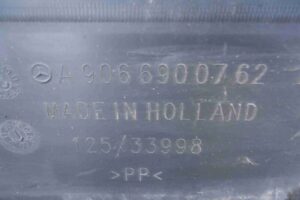 A 906 690 07 62
MADE IN HOLLAND
125/33998
>PP<